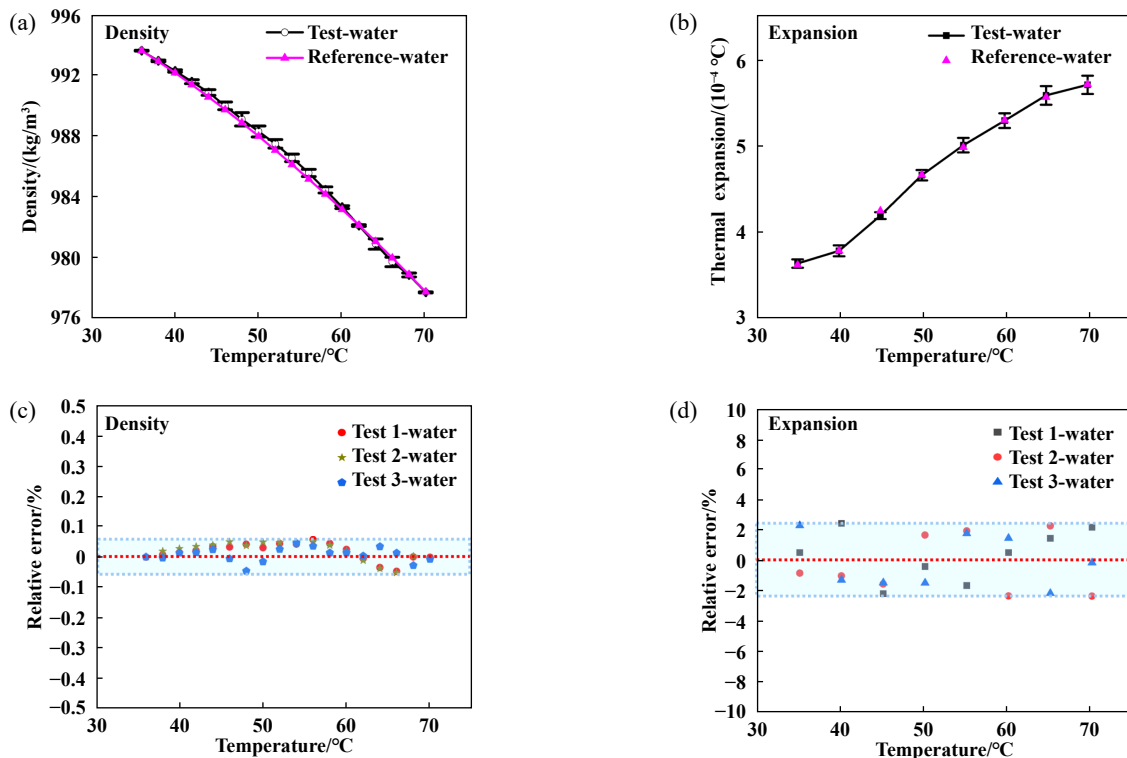 (a)
Density
Test-water
Reference-water
Density/(kg/m³)
996
992
988
984
980
976
30
40
50
60
70
Temperature/°C
(b)
Expansion
Test-water
Reference-water
Thermal expansion/(10⁻⁴ °C)
6
5
4
3
30
40
50
60
70
Temperature/°C
(c)
Density
Test 1-water
Test 2-water
Test 3-water
Relative error/%
0.5
0.4
0.3
0.2
0.1
0
−0.1
−0.2
−0.3
−0.4
−0.5
30
40
50
60
70
Temperature/°C
(d)
Expansion
Test 1-water
Test 2-water
Test 3-water
Relative error/%
10
8
6
4
2
0
−2
−4
−6
−8
−10
30
40
50
60
70
Temperature/°C